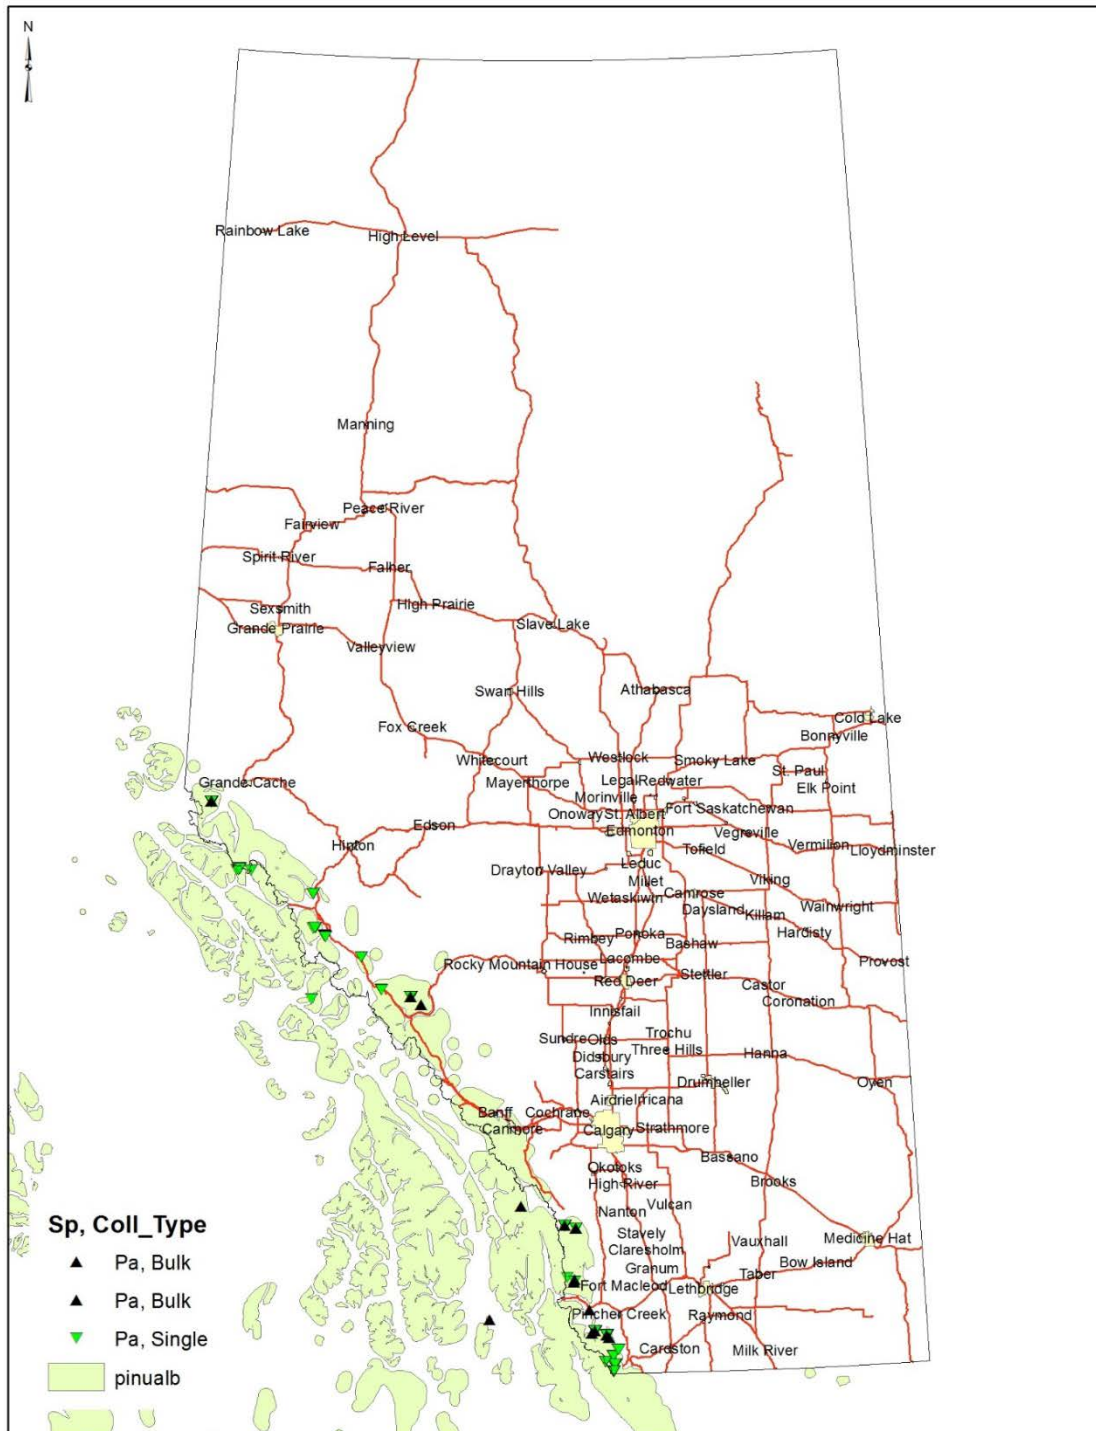 N
Rainbow Lake
High Level
Manning
Peace River
Fairview
Spirit River
Falher
Sexsmith
High Prairie
Grande Prairie
Slave Lake
Valleyview
Swan Hills
Athabasca
Cold Lake
Fox Creek
Bonnyville
Whitecourt
Westlock
Smoky Lake
St. Paul
Grande Cache
Mayerthorpe
Legal
Redwater
Elk Point
Morinville
Fort Saskatchewan
Onoway
St. Albert
Edson
Edmonton
Vegreville
Hinton
Tofield
Vermilion
Lloydminster
Drayton Valley
Leduc
Millet
Viking
Wetaskiwin
Camrose
Daysland
Killam
Wainwright
Rimbey
Ponoka
Hardisty
Bashaw
Rocky Mountain House
Lacombe
Provost
Red Deer
Stettler
Castor
Coronation
Innisfail
Sundre
Olds
Trochu
Three Hills
Hanna
Didsbury
Carstairs
Drumheller
Oyen
Airdrie
Irricana
Banff
Cochrane
Canmore
Calgary
Strathmore
Bassano
Okotoks
Brooks
High River
Nanton
Vulcan
Stavely
Vauxhall
Medicine Hat
Claresholm
Bow Island
Granum
Taber
Fort Macleod
Lethbridge
Pincher Creek
Raymond
Cardston
Milk River
Sp, Coll_Type
Pa, Bulk
Pa, Bulk
Pa, Single
pinualb